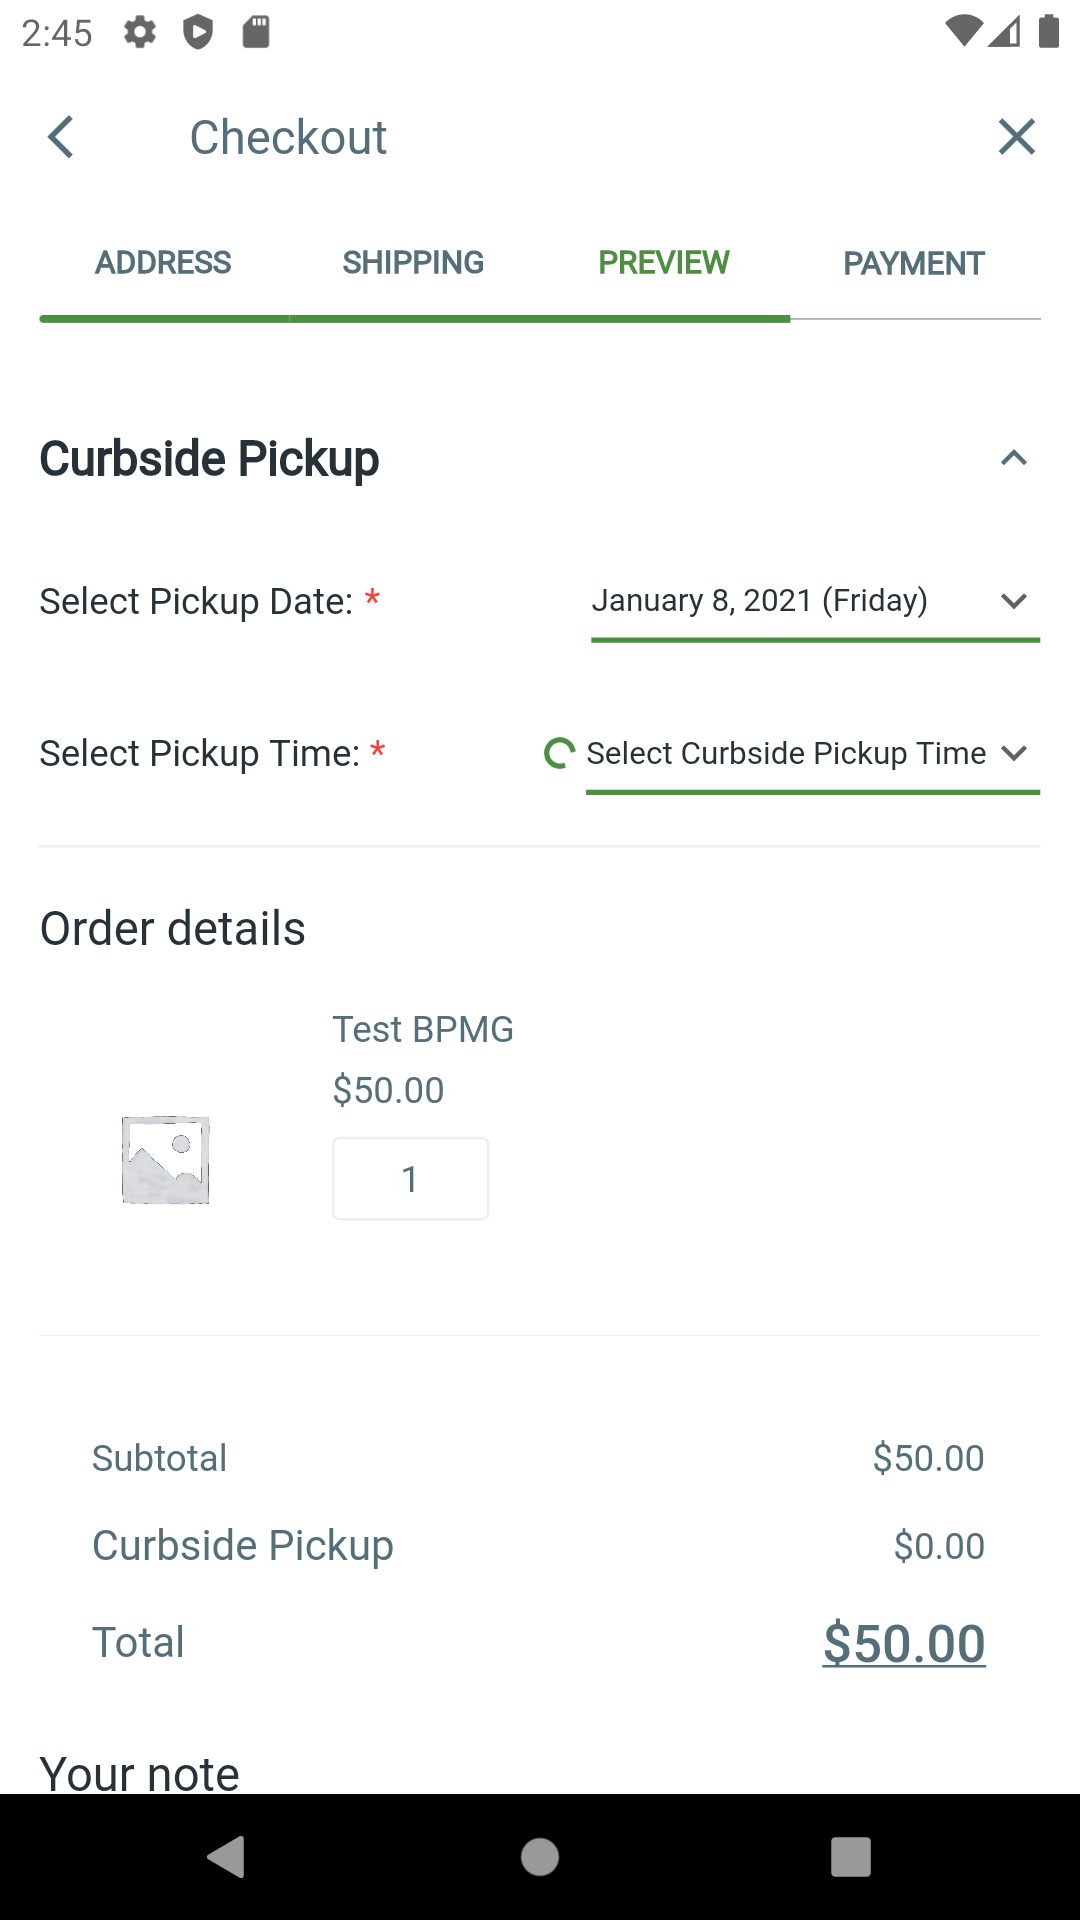 2:45
Checkout
ADDRESS SHIPPING PREVIEW PAYMENT
Curbside Pickup
Select Pickup Date: * January 8, 2021 (Friday)
Select Pickup Time: * Select Curbside Pickup Time
Order details
Test BPMG
$50.00
1
Subtotal $50.00
Curbside Pickup $0.00
Total $50.00
Your note